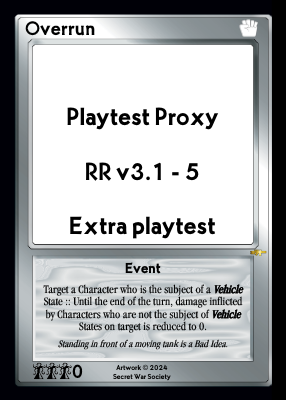 Overrun
Playtest Proxy
RR v3.1 - 5
Extra playtest
Event
Target a Character who is the subject of a Vehicle
State :: Until the end of the turn, damage inflicted
by Characters who are not the subject of Vehicle
States on target is reduced to 0.
Standing in front of a moving tank is a Bad Idea.
0
Artwork © 2024
Secret War Society